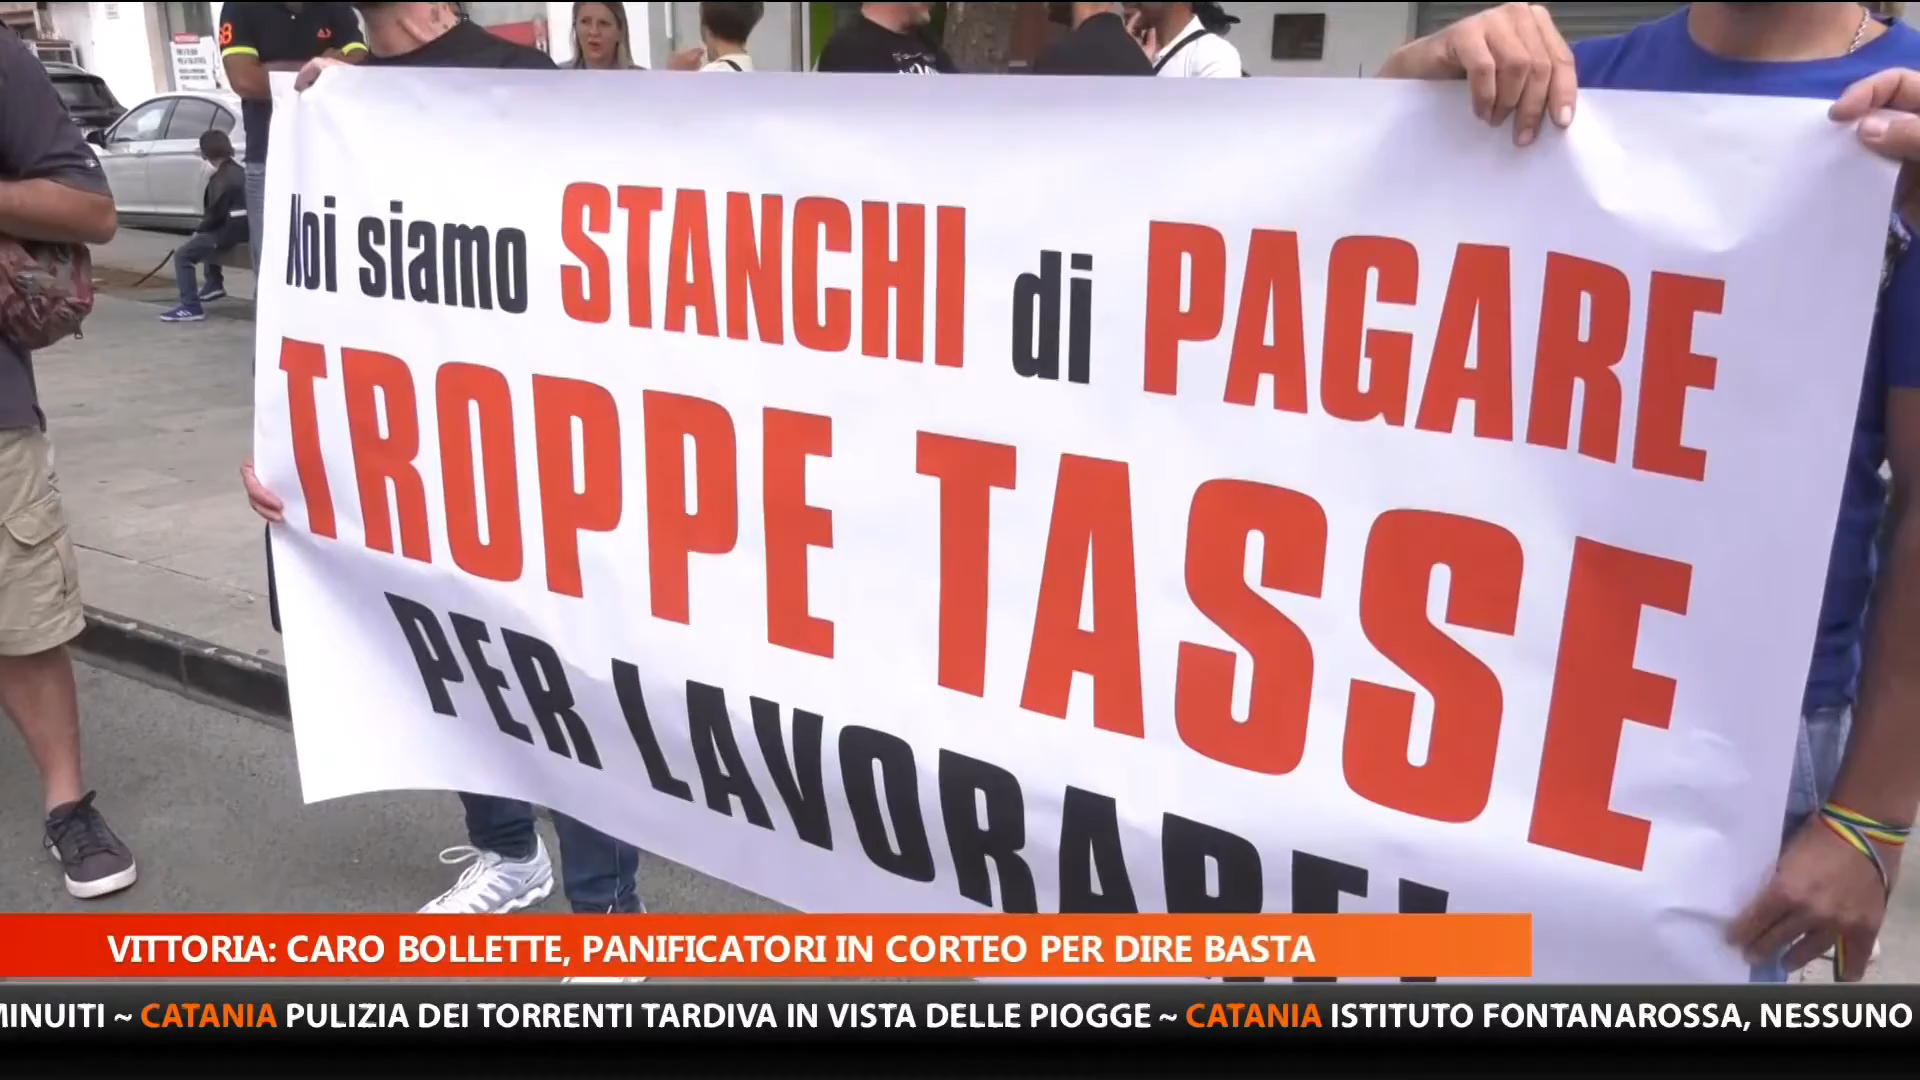 Noi siamo STANCHI di PAGARE
TROPPE TASSE
PER LAVORARE!
VITTORIA: CARO BOLLETTE, PANIFICATORI IN CORTEO PER DIRE BASTA
MINUITI ~ CATANIA PULIZIA DEI TORRENTI TARDIVA IN VISTA DELLE PIOGGE ~ CATANIA ISTITUTO FONTANAROSSA, NESSUNO